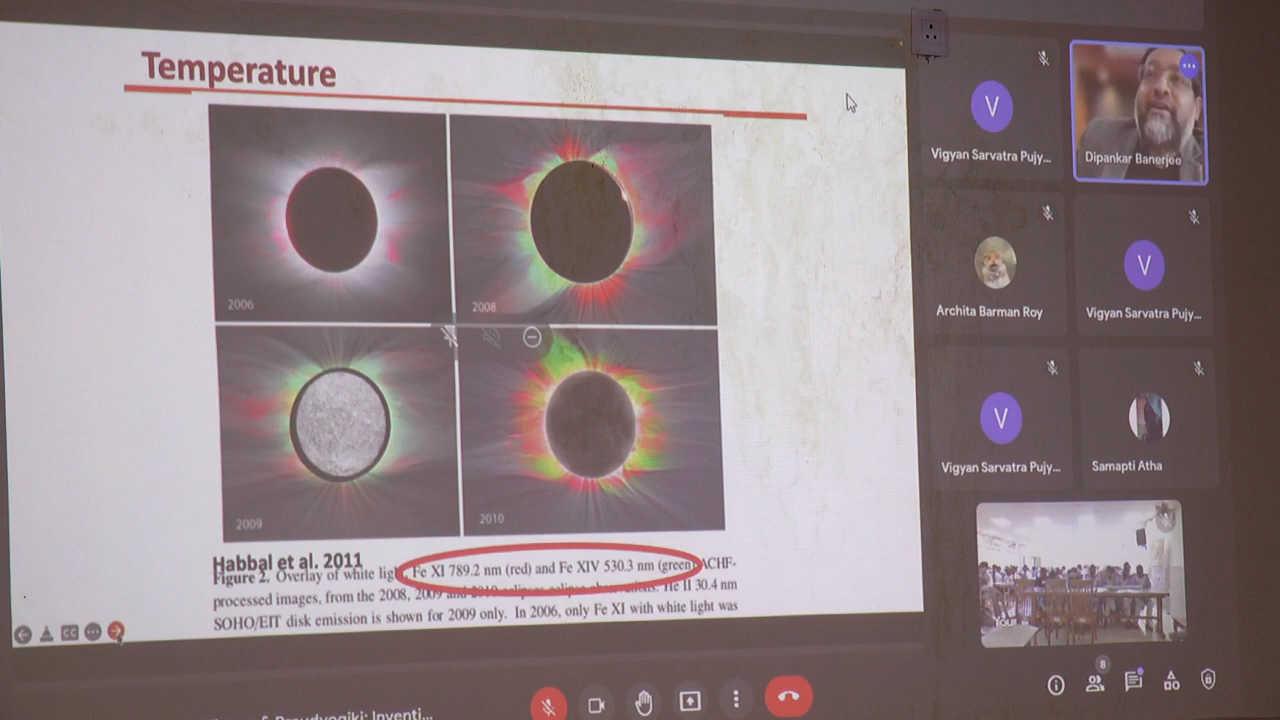 Temperature
2006
2008
2009
2010
Habbal et al. 2011
Figure 2. Overlay of white light, Fe XI 789.2 nm (red) and Fe XIV 530.3 nm (green) ACHF-
processed images, from the 2008, 2009 and 2010 eclipses eclipse observations. He II 30.4 nm
SOHO/EIT disk emission is shown for 2009 only. In 2006, only Fe XI with white light was
CC
V
Vigyan Sarvatra Pujy...
Dipankar Banerjee
Archita Barman Roy
V
Vigyan Sarvatra Pujy...
V
Vigyan Sarvatra Pujy...
Samapti Atha
You
8
Inventi...